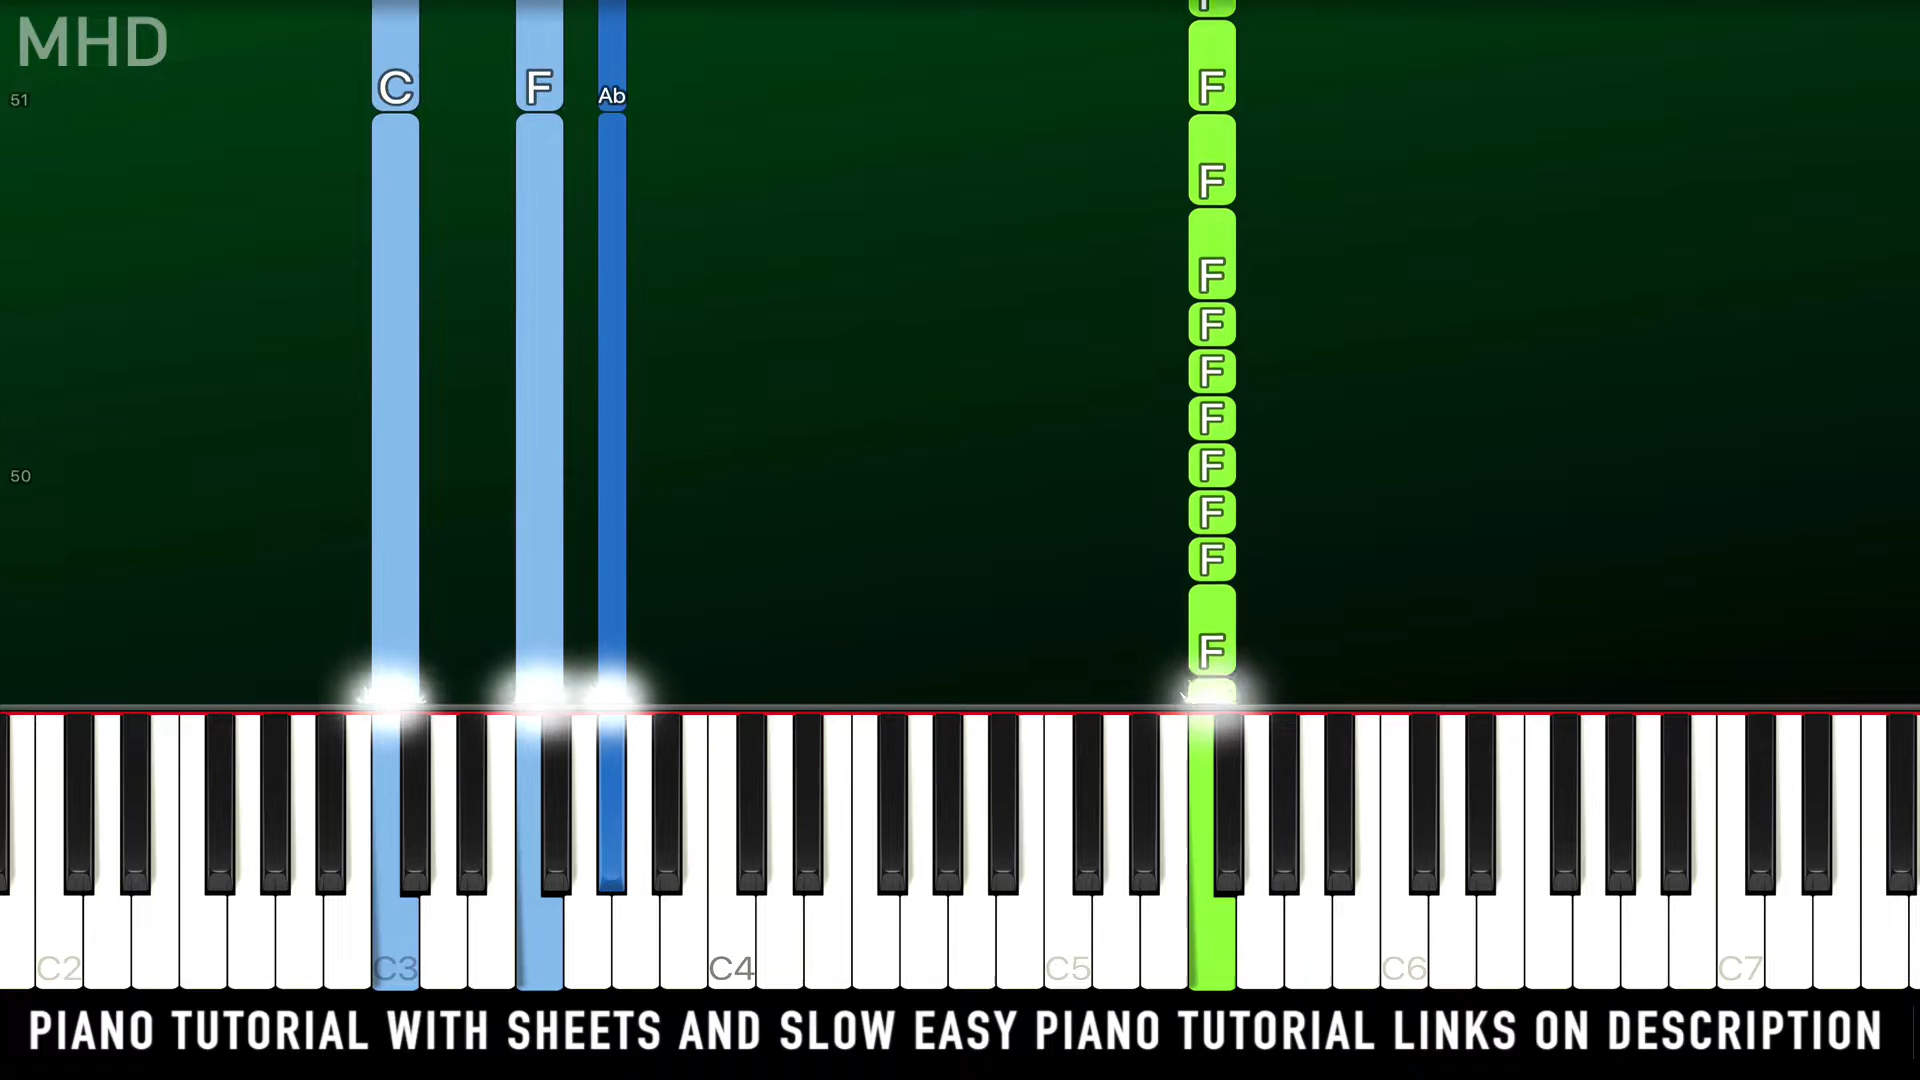 MHD
F
C F Ab F
51
F
F
F
F
F
F
50 F
F
F
F
C2 C3 C4 C5 C6 C7
PIANO TUTORIAL WITH SHEETS AND SLOW EASY PIANO TUTORIAL LINKS ON DESCRIPTION